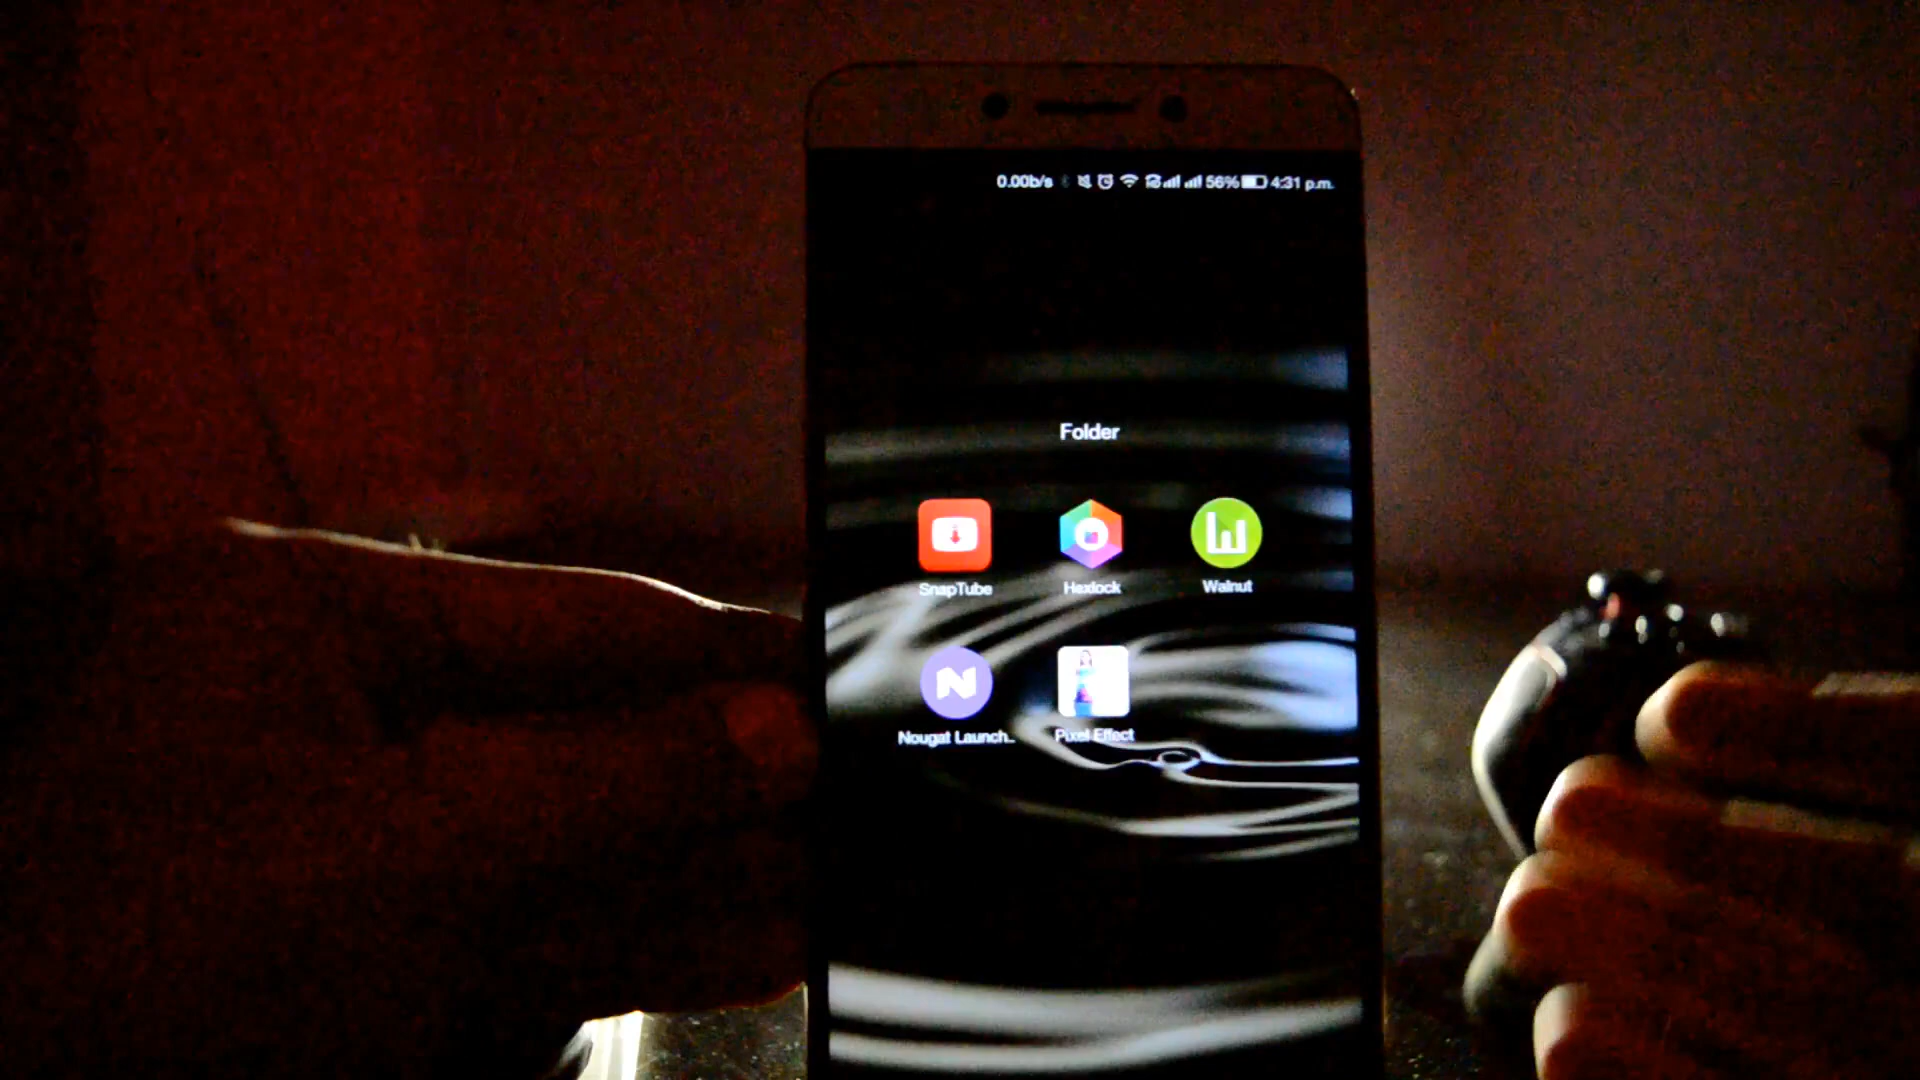 0.00b/s 56% 4:31 p.m.
Folder
SnapTube Hexlock Walnut
Nougat Launch.. Pixel Effect